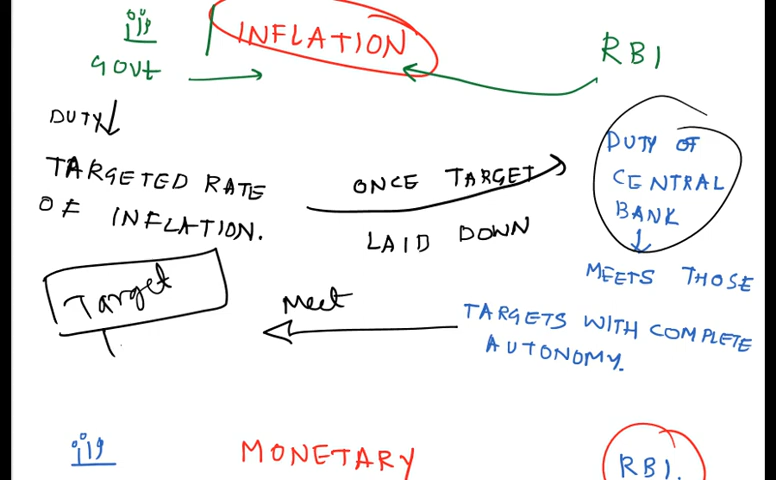 INFLATION
GOVT
RBI
DUTY
TARGETED RATE
OF INFLATION.
ONCE TARGET
LAID DOWN
DUTY OF
CENTRAL
BANK
MEETS THOSE
TARGETS WITH COMPLETE
AUTONOMY.
Meet
Target
MONETARY
RBI.